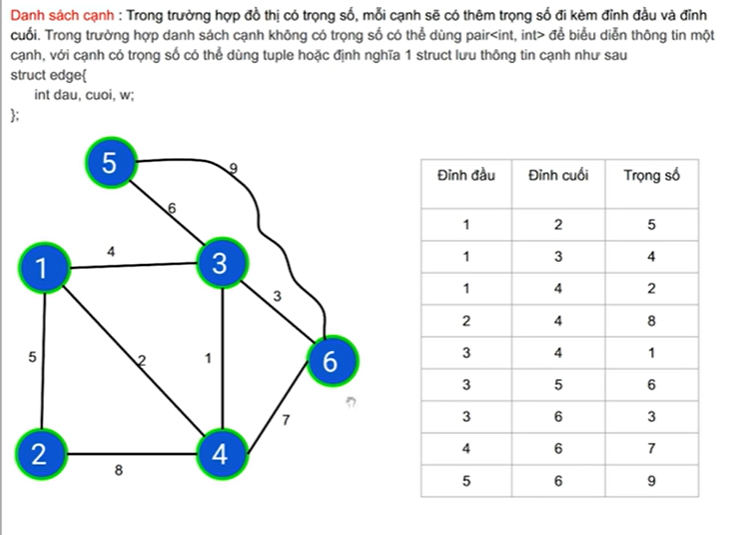 Danh sách cạnh : Trong trường hợp đồ thị có trọng số, mỗi cạnh sẽ có thêm trọng số đi kèm đỉnh đầu và đỉnh
cuối. Trong trường hợp danh sách cạnh không có trọng số có thể dùng pair<int, int> để biểu diễn thông tin một
cạnh, với cạnh có trọng số có thể dùng tuple hoặc định nghĩa 1 struct lưu thông tin cạnh như sau
struct edge{
int dau, cuoi, w;
};
5
9
6
4
1
3
3
5
2
1
6
7
2
4
8
Đỉnh đầu Đỉnh cuối Trọng số
1 2 5
1 3 4
1 4 2
2 4 8
3 4 1
3 5 6
3 6 3
4 6 7
5 6 9